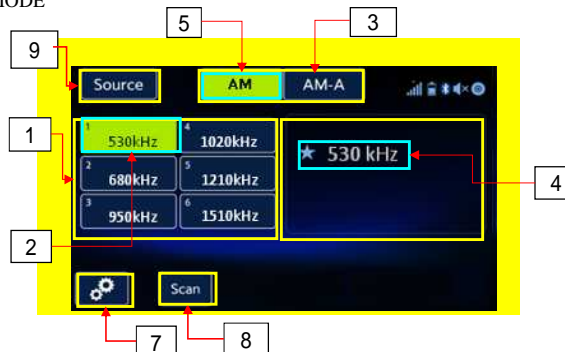 MODE
5
3
9
Source
AM
AM-A
1
1 530kHz
4 1020kHz
2 680kHz
5 1210kHz
3 950kHz
6 1510kHz
★ 530 kHz
4
2
Scan
7
8